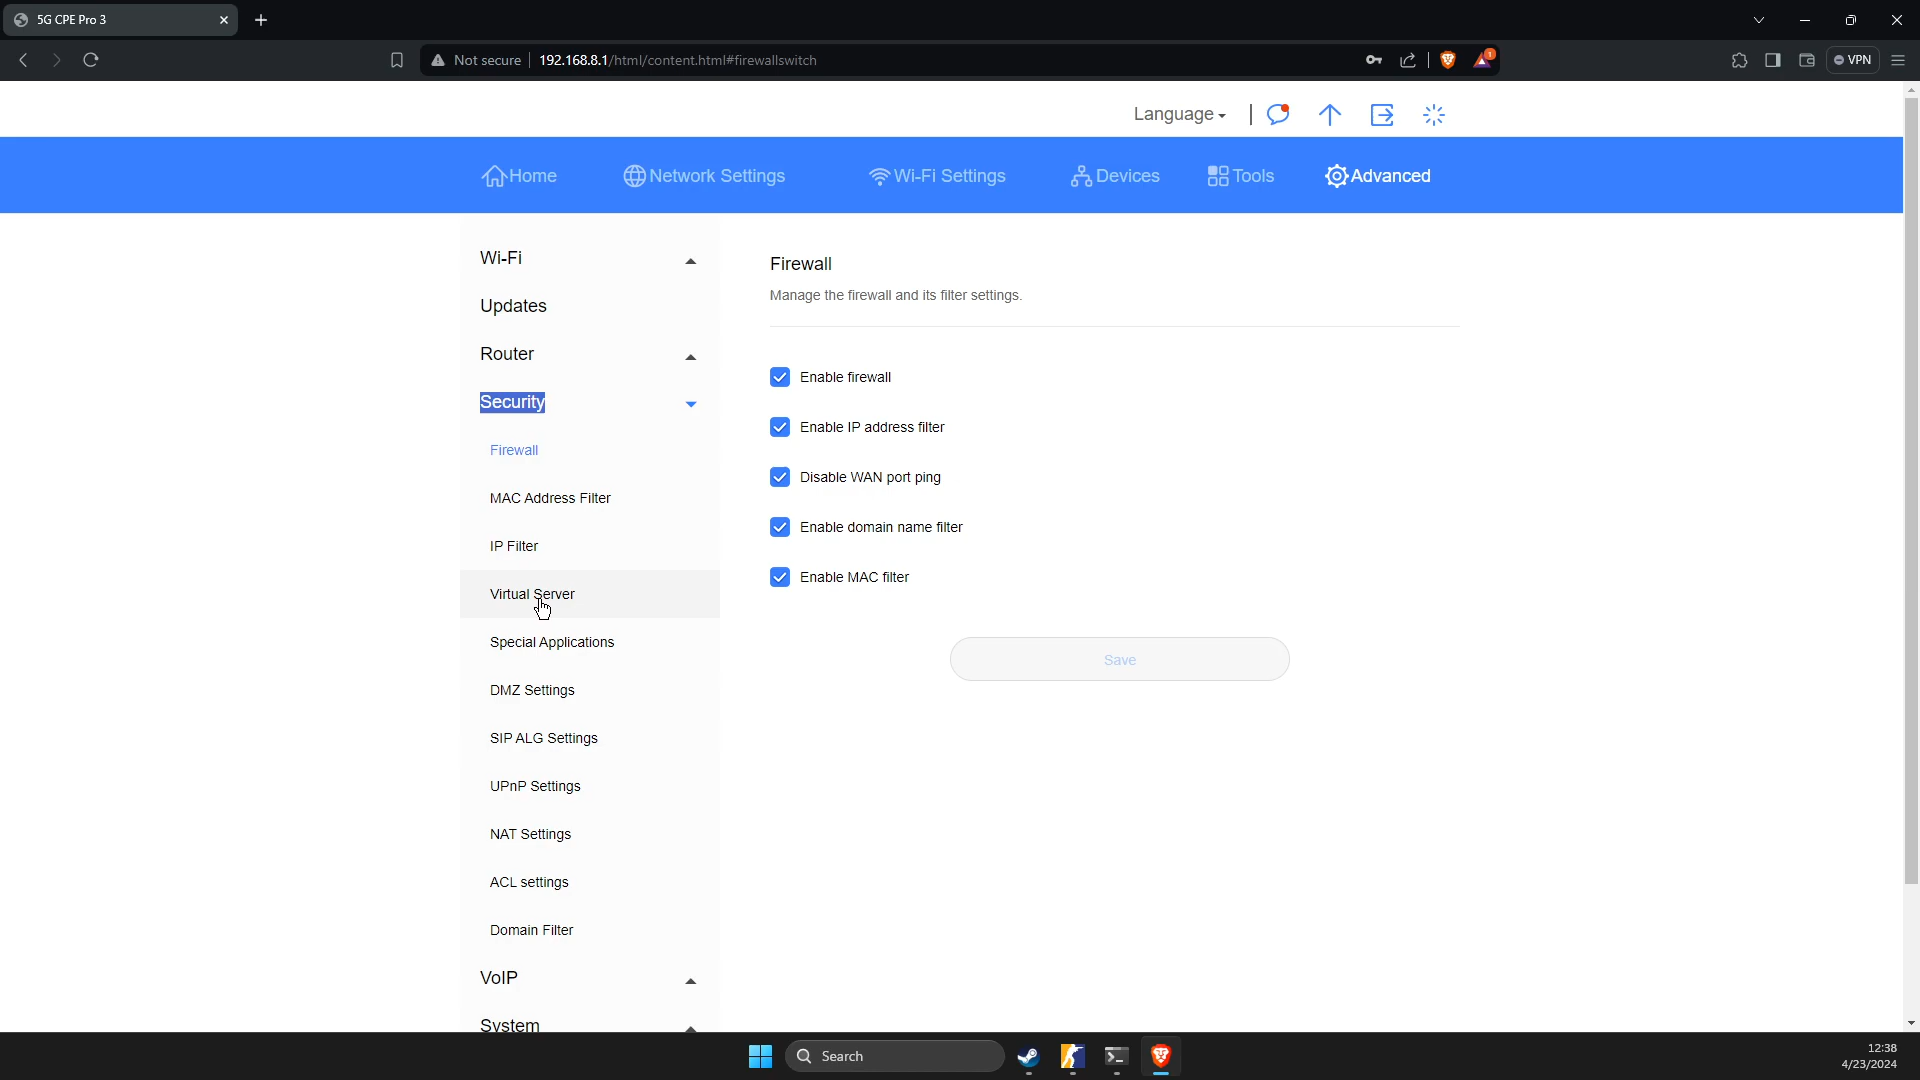 5G CPE Pro 3
Not secure 192.168.8.1/html/content.html#firewallswitch
1
VPN
Language
Home Network Settings Wi-Fi Settings Devices Tools Advanced
Wi-Fi
Updates
Router
Security
Firewall
MAC Address Filter
IP Filter
Virtual Server
Special Applications
DMZ Settings
SIP ALG Settings
UPnP Settings
NAT Settings
ACL settings
Domain Filter
VoIP
System
Firewall
Manage the firewall and its filter settings.
Enable firewall
Enable IP address filter
Disable WAN port ping
Enable domain name filter
Enable MAC filter
Save
Search
12:38
4/23/2024